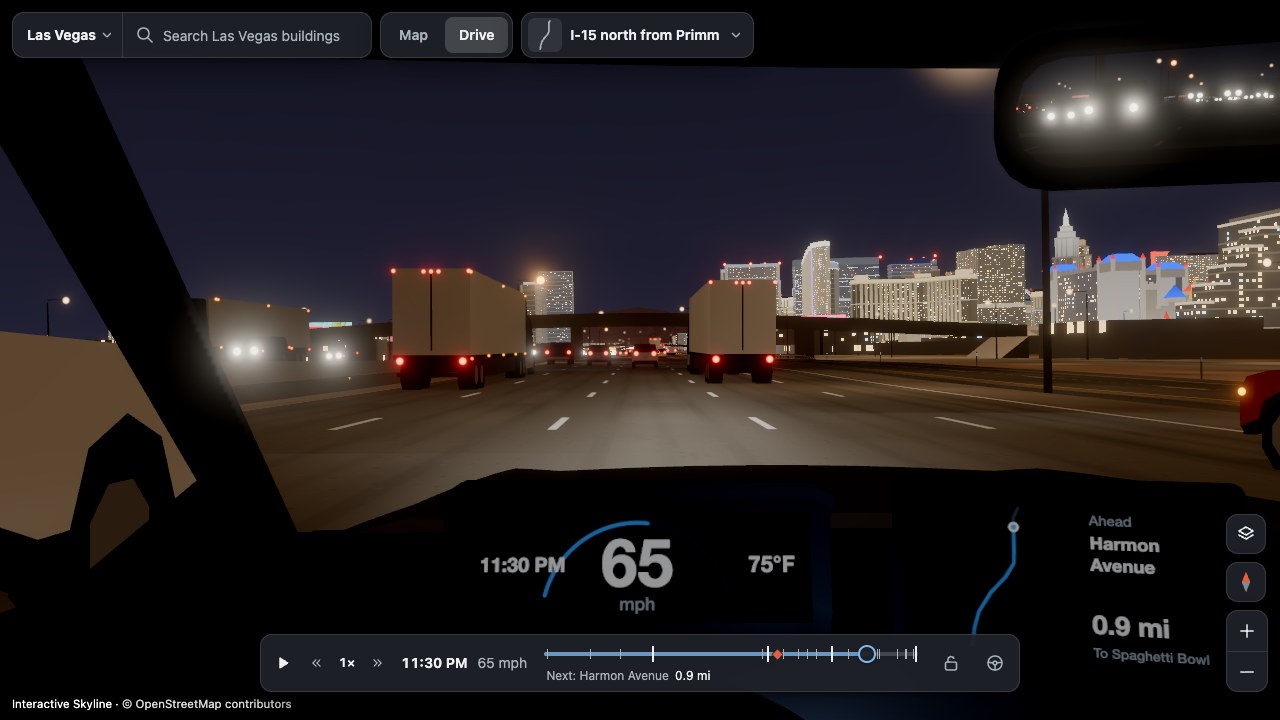 Las Vegas
Search Las Vegas buildings
Map
Drive
I-15 north from Primm
11:30 PM
65
mph
75°F
Ahead
Harmon
Avenue
0.9 mi
To Spaghetti Bowl
1×
11:30 PM
65 mph
Next: Harmon Avenue 0.9 mi
Interactive Skyline · © OpenStreetMap contributors